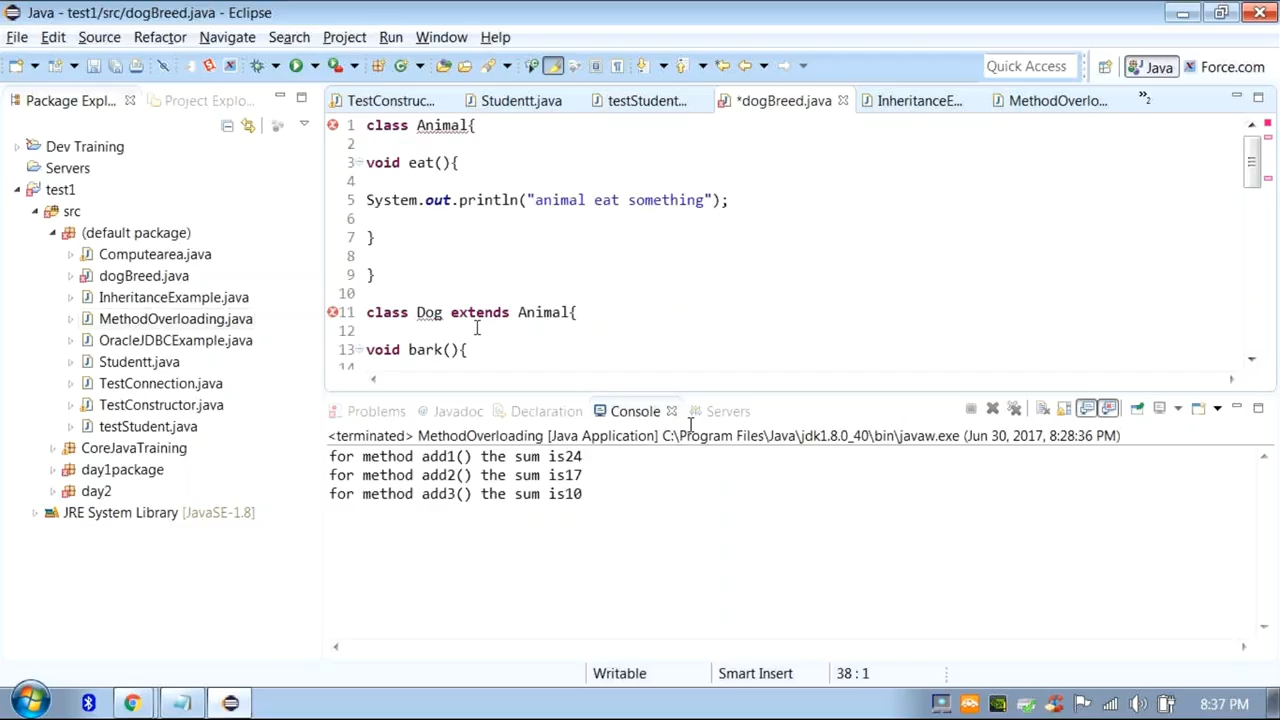 Java - test1/src/dogBreed.java - Eclipse
File Edit Source Refactor Navigate Search Project Run Window Help
Quick Access Java Force.com
Package Expl... Project Explo...
TestConstruc... Studentt.java testStudent... *dogBreed.java InheritanceE... MethodOverlo... »2
Dev Training
Servers
test1
src
(default package)
Computearea.java
dogBreed.java
InheritanceExample.java
MethodOverloading.java
OracleJDBCExample.java
Studentt.java
TestConnection.java
TestConstructor.java
testStudent.java
CoreJavaTraining
day1package
day2
JRE System Library [JavaSE-1.8]
1 class Animal{
2
3 void eat(){
4
5 System.out.println("animal eat something");
6
7 }
8
9 }
10
11 class Dog extends Animal{
12
13 void bark(){
14
Problems @ Javadoc Declaration Console Servers
<terminated> MethodOverloading [Java Application] C:\Program Files\Java\jdk1.8.0_40\bin\javaw.exe (Jun 30, 2017, 8:28:36 PM)
for method add1() the sum is24
for method add2() the sum is17
for method add3() the sum is10
Writable Smart Insert 38 : 1
8:37 PM